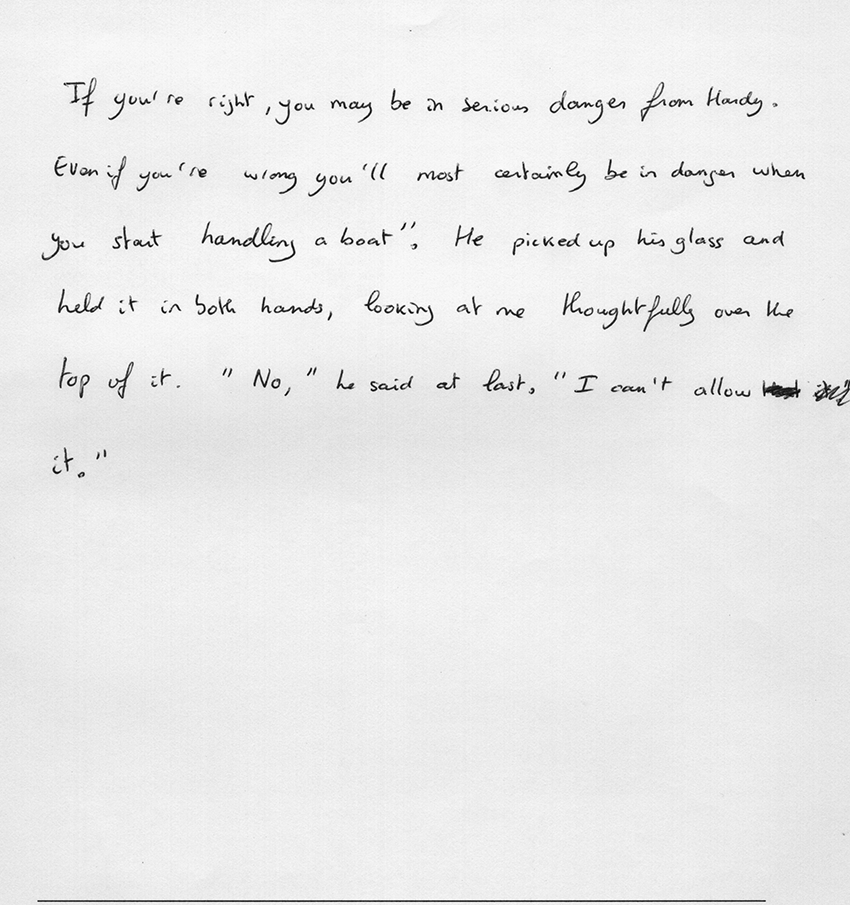 If you're right, you may be in serious danger from Hardy.
Even if you're wrong you'll most certainly be in danger when
you start handling a boat". He picked up his glass and
held it in both hands, looking at me thoughtfully over the
top of it. "No," he said at last, "I can't allow
it."